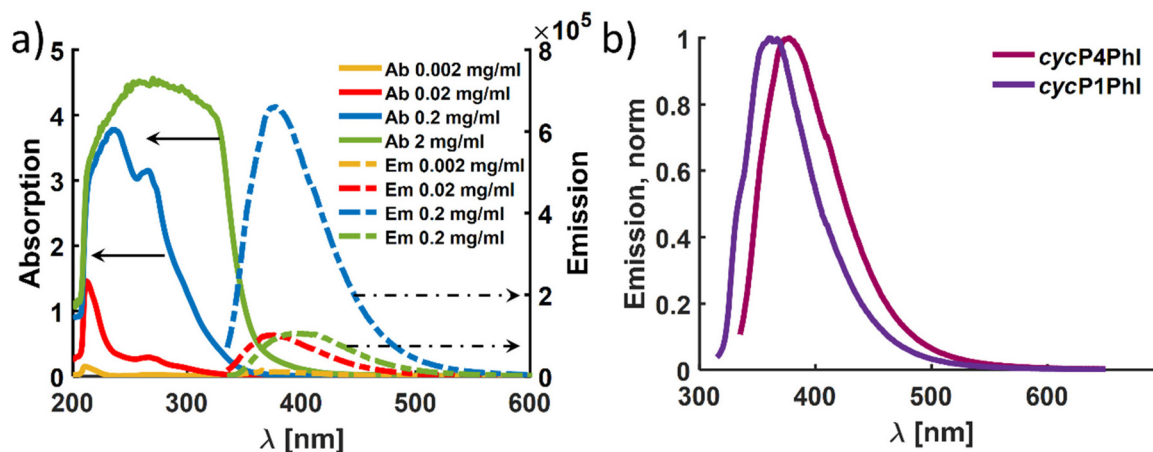 a)
×10⁵
5
4
3
2
1
0
Absorption
200
300
400
500
600
λ [nm]
8
6
4
2
0
Emission
Ab 0.002 mg/ml
Ab 0.02 mg/ml
Ab 0.2 mg/ml
Ab 2 mg/ml
Em 0.002 mg/ml
Em 0.02 mg/ml
Em 0.2 mg/ml
Em 0.2 mg/ml
b)
1
0.8
0.6
0.4
0.2
0
Emission, norm
300
400
500
600
λ [nm]
cycP4PhI
cycP1PhI